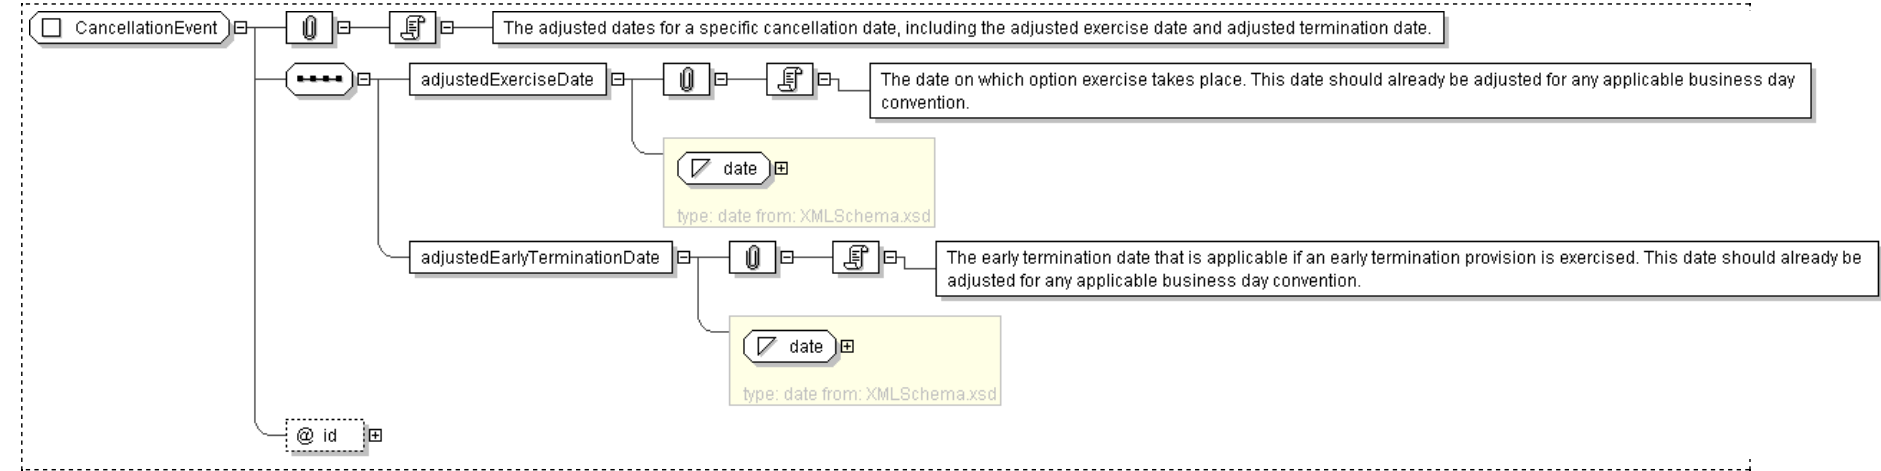 CancellationEvent
The adjusted dates for a specific cancellation date, including the adjusted exercise date and adjusted termination date.
adjustedExerciseDate
The date on which option exercise takes place. This date should already be adjusted for any applicable business day
convention.
date
type: date from: XMLSchema.xsd
adjustedEarlyTerminationDate
The early termination date that is applicable if an early termination provision is exercised. This date should already be
adjusted for any applicable business day convention.
date
type: date from: XMLSchema.xsd
@ id